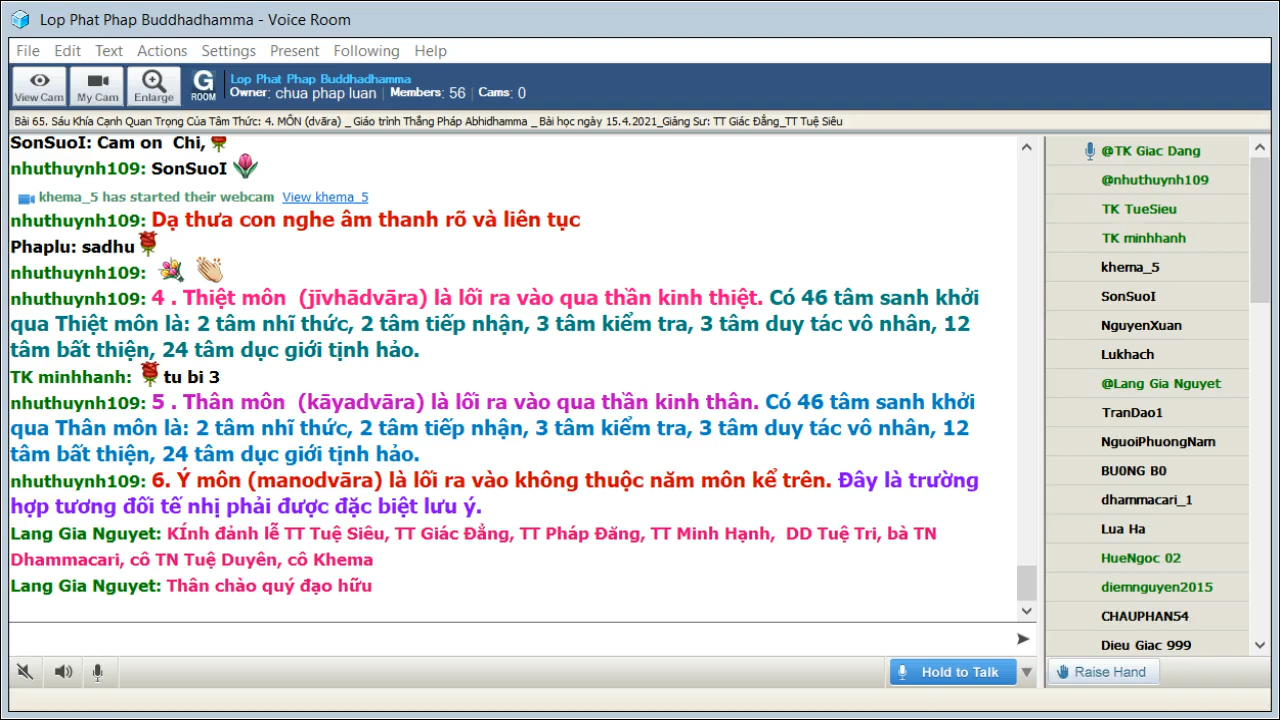 Lop Phat Phap Buddhadhamma - Voice Room
File Edit Text Actions Settings Present Following Help
View Cam My Cam Enlarge G ROOM
Lop Phat Phap Buddhadhamma
Owner: chua phap luan | Members: 56 | Cams: 0
Bài 65. Sáu Khía Cạnh Quan Trọng Của Tâm Thức: 4. MÔN (dvāra) _ Giáo trình Thắng Pháp Abhidhamma _ Bài học ngày 15.4.2021_Giảng Sư: TT Giác Đẳng_TT Tuệ Siêu
SonSuoI: Cam on Chi,
nhuthuynh109: SonSuoI
khema_5 has started their webcam View khema_5
nhuthuynh109: Dạ thưa con nghe âm thanh rõ và liên tục
Phaplu: sadhu
nhuthuynh109:
nhuthuynh109: 4 . Thiệt môn (jīvhādvāra) là lối ra vào qua thần kinh thiệt. Có 46 tâm sanh khởi
qua Thiệt môn là: 2 tâm nhĩ thức, 2 tâm tiếp nhận, 3 tâm kiểm tra, 3 tâm duy tác vô nhân, 12
tâm bất thiện, 24 tâm dục giới tịnh hảo.
TK minhhanh: tu bi 3
nhuthuynh109: 5 . Thân môn (kāyadvāra) là lối ra vào qua thần kinh thân. Có 46 tâm sanh khởi
qua Thân môn là: 2 tâm nhĩ thức, 2 tâm tiếp nhận, 3 tâm kiểm tra, 3 tâm duy tác vô nhân, 12
tâm bất thiện, 24 tâm dục giới tịnh hảo.
nhuthuynh109: 6. Ý môn (manodvāra) là lối ra vào không thuộc năm môn kể trên. Đây là trường
hợp tương đối tế nhị phải được đặc biệt lưu ý.
Lang Gia Nguyet: KÍnh đảnh lễ TT Tuệ Siêu, TT Giác Đẳng, TT Pháp Đăng, TT Minh Hạnh, DD Tuệ Tri, bà TN
Dhammacari, cô TN Tuệ Duyên, cô Khema
Lang Gia Nguyet: Thân chào quý đạo hữu
Hold to Talk
@TK Giac Dang
@nhuthuynh109
TK TueSieu
TK minhhanh
khema_5
SonSuoI
NguyenXuan
Lukhach
@Lang Gia Nguyet
TranDao1
NguoiPhuongNam
BU0NG B0
dhammacari_1
Lua Ha
HueNgoc 02
diemnguyen2015
CHAUPHAN54
Dieu Giac 999
Raise Hand